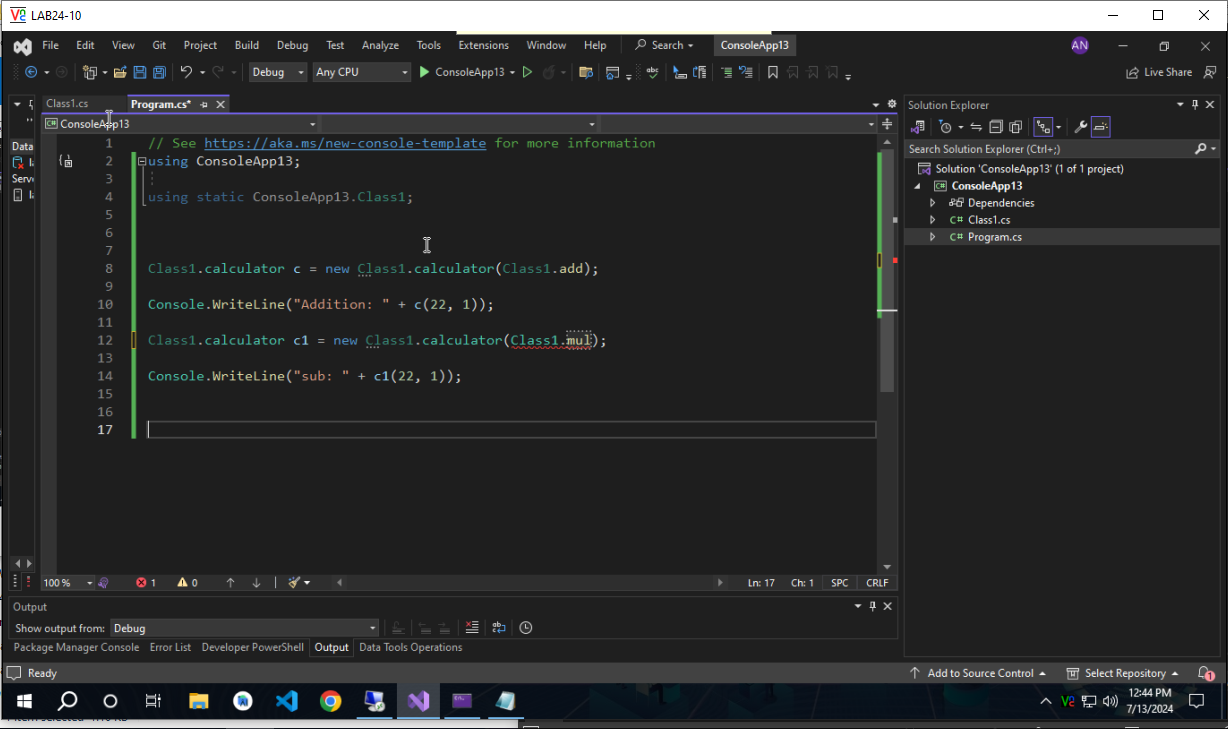 LAB24-10
File Edit View Git Project Build Debug Test Analyze Tools Extensions Window Help Search ConsoleApp13 AN
Debug Any CPU ConsoleApp13 Live Share
Class1.cs Program.cs*
ConsoleApp13
Data
Serv
1 // See https://aka.ms/new-console-template for more information
2 using ConsoleApp13;
3
4 using static ConsoleApp13.Class1;
5
6
7
8 Class1.calculator c = new Class1.calculator(Class1.add);
9
10 Console.WriteLine("Addition: " + c(22, 1));
11
12 Class1.calculator c1 = new Class1.calculator(Class1.mul);
13
14 Console.WriteLine("sub: " + c1(22, 1));
15
16
17
100 % 1 0 Ln: 17 Ch: 1 SPC CRLF
Solution Explorer
Search Solution Explorer (Ctrl+;)
Solution 'ConsoleApp13' (1 of 1 project)
ConsoleApp13
Dependencies
C# Class1.cs
C# Program.cs
Output
Show output from: Debug
Package Manager Console Error List Developer PowerShell Output Data Tools Operations
Ready Add to Source Control Select Repository 1
12:44 PM
7/13/2024